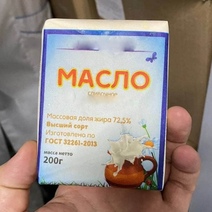 МАСЛО
Массовая доля жира 72,5%
Высший сорт
Изготовлено по
ГОСТ 32261-2013
масса нетто
200г